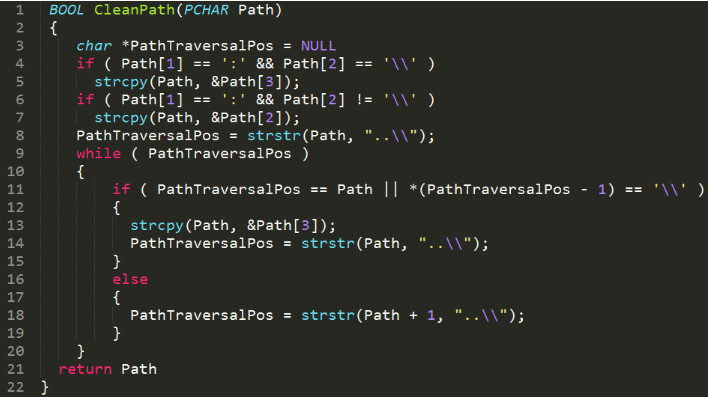 1 BOOL CleanPath(PCHAR Path)
2 {
3 char *PathTraversalPos = NULL
4 if ( Path[1] == ':' && Path[2] == '\\' )
5 strcpy(Path, &Path[3]);
6 if ( Path[1] == ':' && Path[2] != '\\' )
7 strcpy(Path, &Path[2]);
8 PathTraversalPos = strstr(Path, "..\\");
9 while ( PathTraversalPos )
10 {
11 if ( PathTraversalPos == Path || *(PathTraversalPos - 1) == '\\' )
12 {
13 strcpy(Path, &Path[3]);
14 PathTraversalPos = strstr(Path, "..\\");
15 }
16 else
17 {
18 PathTraversalPos = strstr(Path + 1, "..\\");
19 }
20 }
21 return Path
22 }